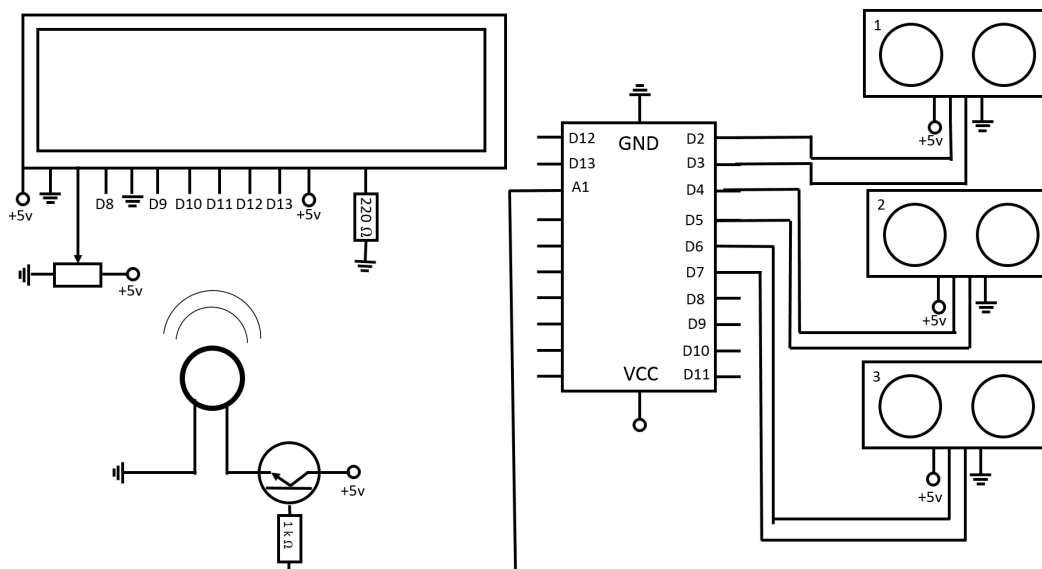 +5v
D8
D9
D10
D11
D12
D13
+5v
220 Ω
+5v
1 k Ω
+5v
D12
D13
A1
GND
VCC
D2
D3
D4
D5
D6
D7
D8
D9
D10
D11
1
+5v
2
+5v
3
+5v